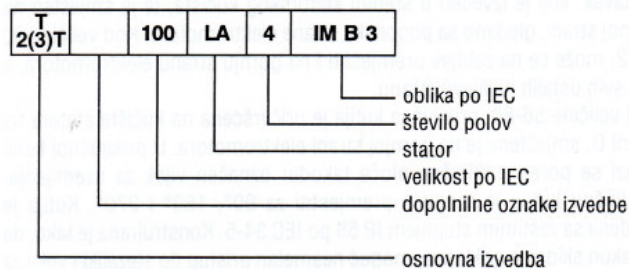 T
2(3)T 100 LA 4 IM B 3
oblika po IEC
število polov
stator
velikost po IEC
dopolnilne oznake izvedbe
osnovna izvedba